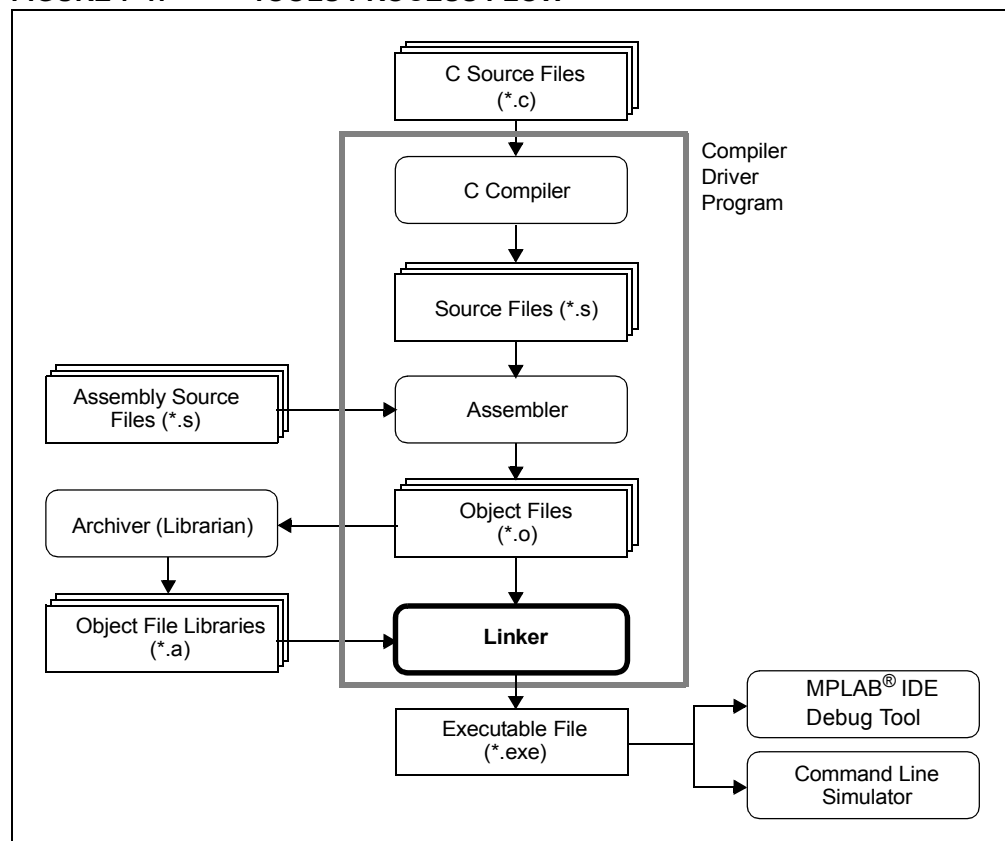 C Source Files
(*.c)
Compiler
Driver
Program
C Compiler
Source Files (*.s)
Assembly Source
Files (*.s)
Assembler
Archiver (Librarian)
Object Files
(*.o)
Object File Libraries
(*.a)
Linker
Executable File
(*.exe)
MPLAB® IDE
Debug Tool
Command Line
Simulator